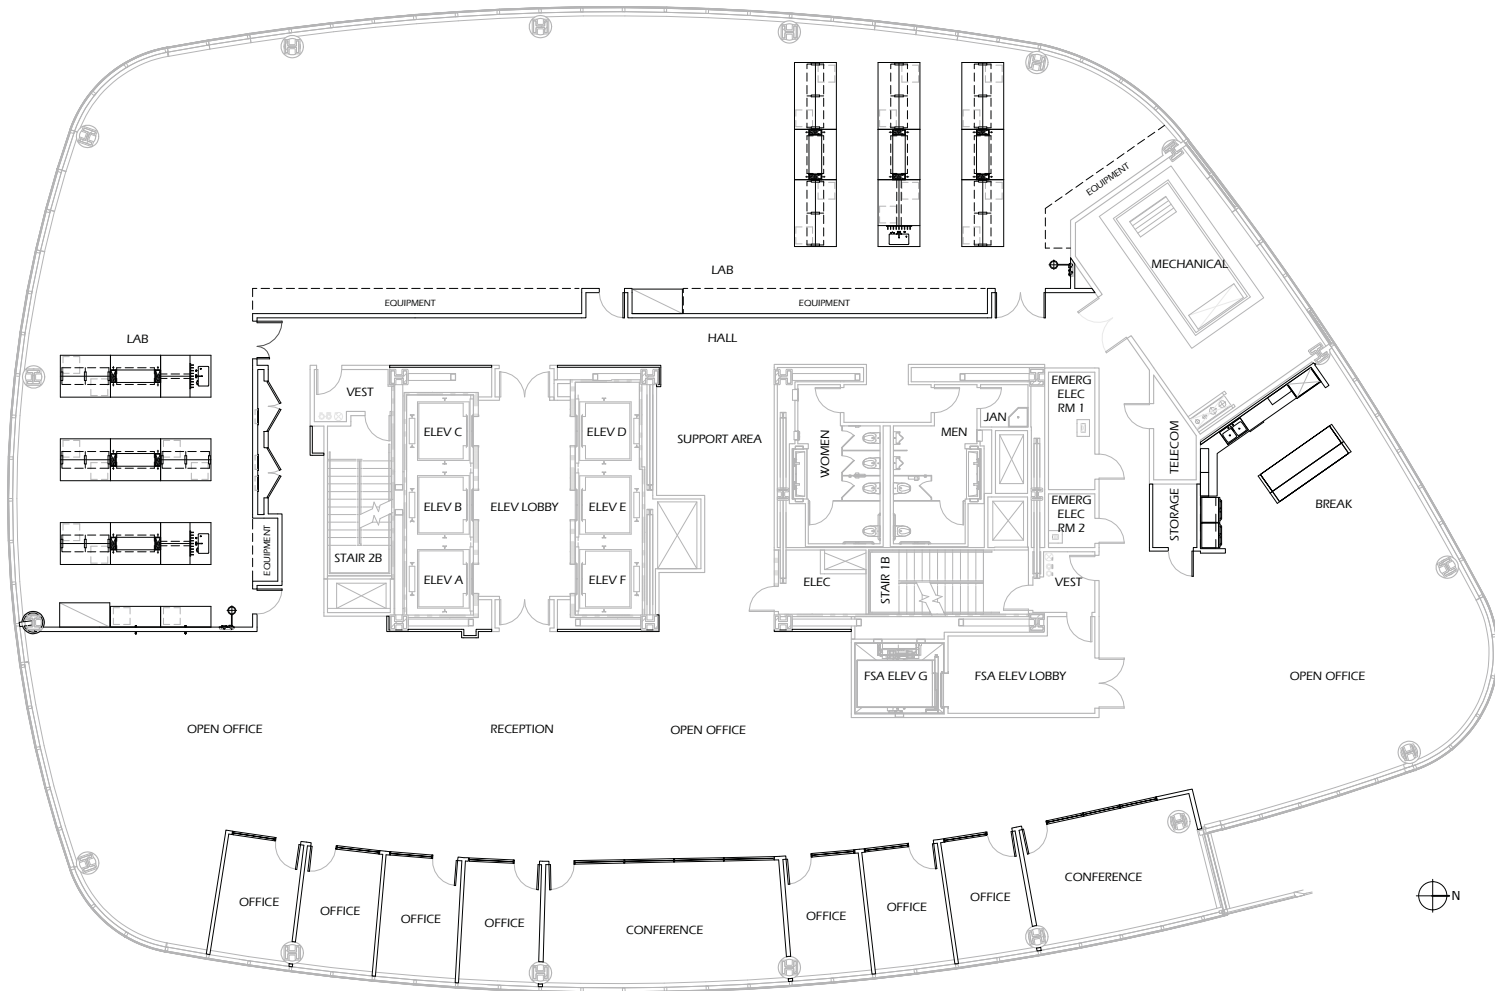 EQUIPMENT
MECHANICAL
LAB
EQUIPMENT
EQUIPMENT
LAB
HALL
VEST
EMERG
ELEC
RM 1
JAN
ELEV C
ELEV D
SUPPORT AREA
WOMEN
MEN
TELECOM
ELEV B
ELEV LOBBY
ELEV E
EMERG
ELEC
RM 2
STORAGE
BREAK
EQUIPMENT
STAIR 2B
ELEV A
ELEV F
ELEC
STAIR 1B
VEST
FSA ELEV G
FSA ELEV LOBBY
OPEN OFFICE
OPEN OFFICE
RECEPTION
OPEN OFFICE
CONFERENCE
OFFICE
OFFICE
OFFICE
OFFICE
CONFERENCE
OFFICE
OFFICE
OFFICE
N